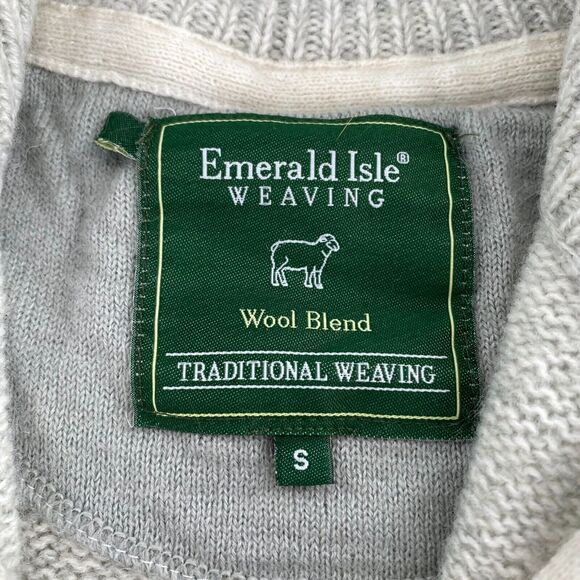 Emerald Isle®
WEAVING
Wool Blend
TRADITIONAL WEAVING
S